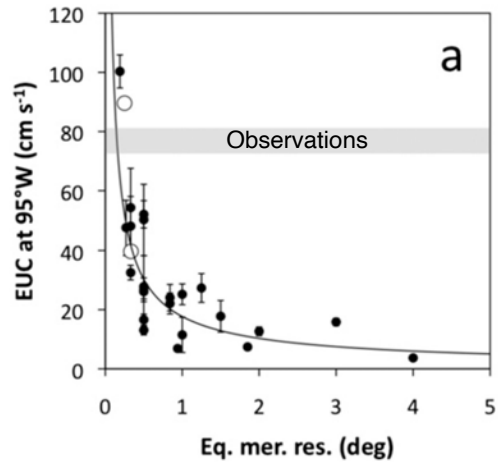 120
a
100
80
Observations
60
40
20
0
0 1 2 3 4 5
EUC at 95°W (cm s⁻¹)
Eq. mer. res. (deg)